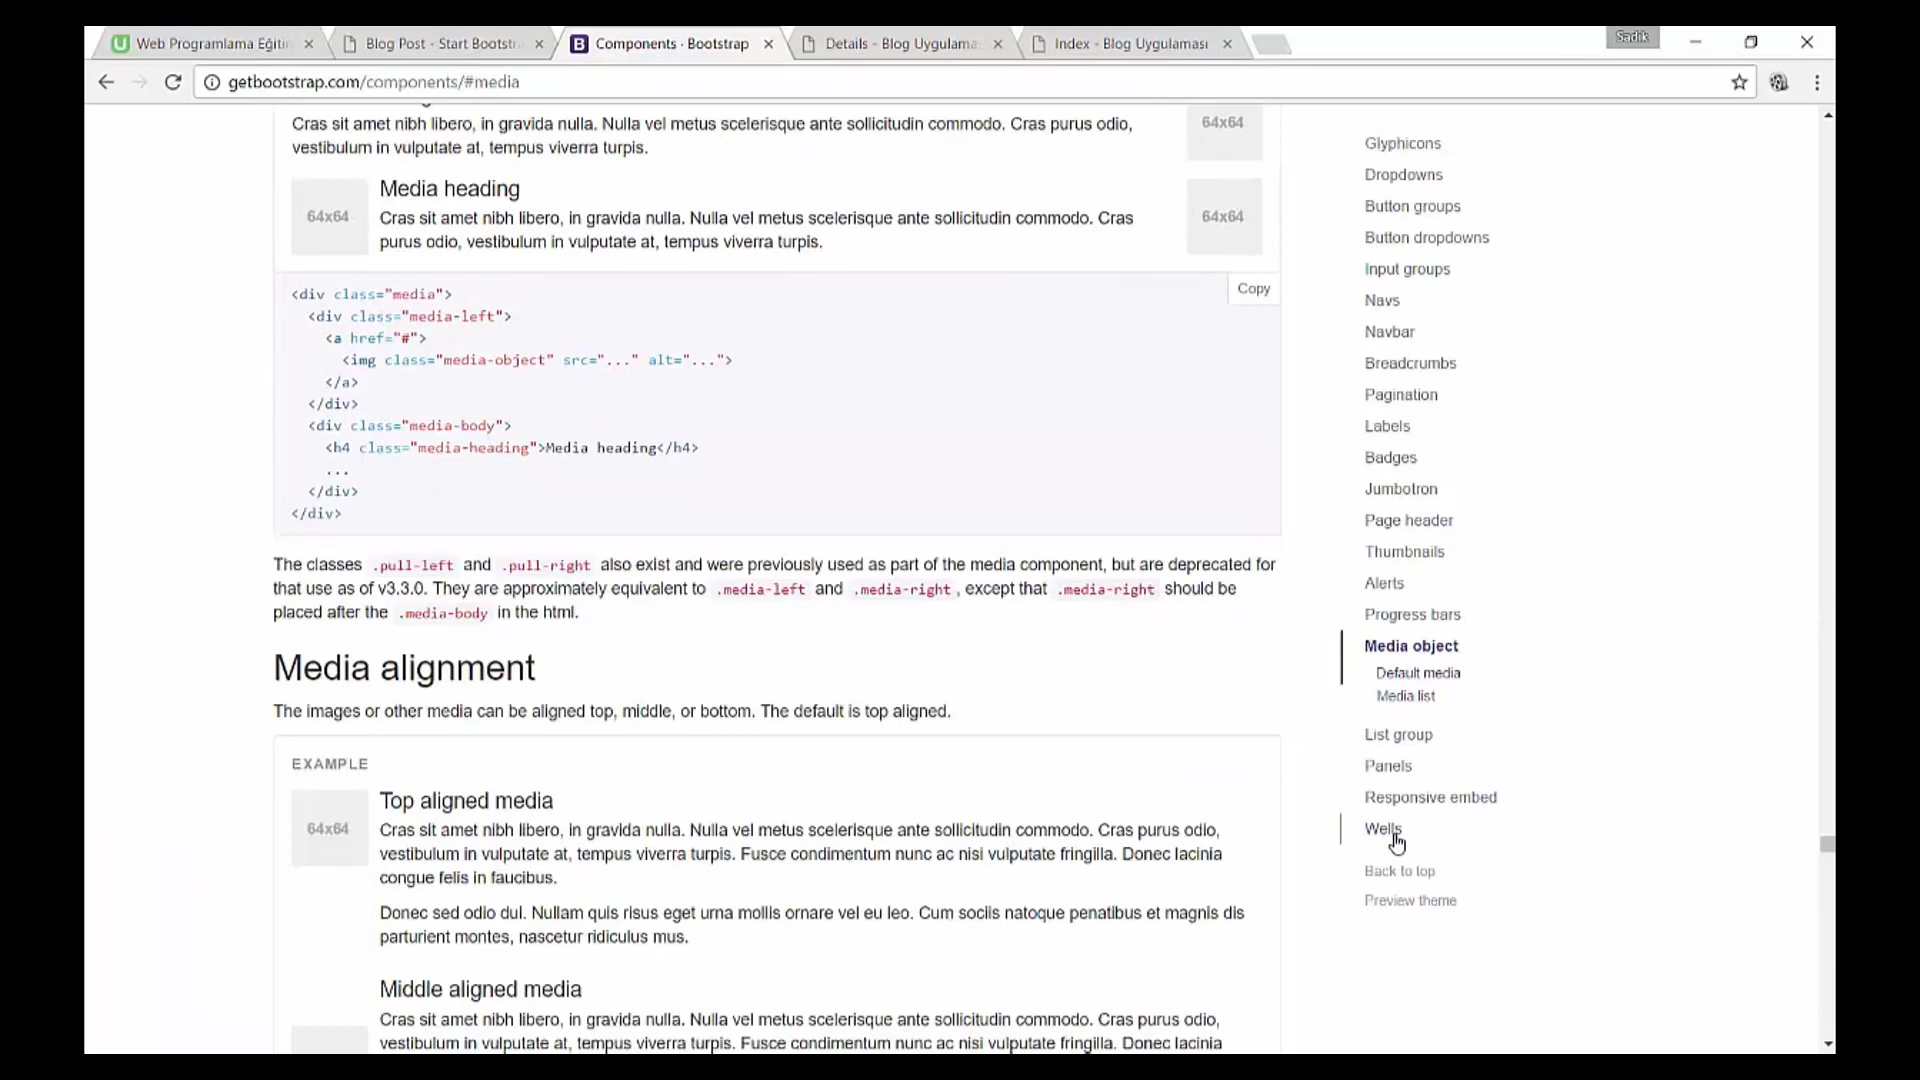 Web Programlama Eğitin
Blog Post - Start Bootstra
Components · Bootstrap
Details - Blog Uygulama
Index - Blog Uygulaması
Sadik
getbootstrap.com/components/#media
Cras sit amet nibh libero, in gravida nulla. Nulla vel metus scelerisque ante sollicitudin commodo. Cras purus odio,
vestibulum in vulputate at, tempus viverra turpis.
64x64
64x64
Media heading
Cras sit amet nibh libero, in gravida nulla. Nulla vel metus scelerisque ante sollicitudin commodo. Cras
purus odio, vestibulum in vulputate at, tempus viverra turpis.
64x64
Copy
<div class="media">
<div class="media-left">
<a href="#">
<img class="media-object" src="..." alt="...">
</a>
</div>
<div class="media-body">
<h4 class="media-heading">Media heading</h4>
...
</div>
</div>
The classes .pull-left and .pull-right also exist and were previously used as part of the media component, but are deprecated for
that use as of v3.3.0. They are approximately equivalent to .media-left and .media-right, except that .media-right should be
placed after the .media-body in the html.
Media alignment
The images or other media can be aligned top, middle, or bottom. The default is top aligned.
EXAMPLE
64x64
Top aligned media
Cras sit amet nibh libero, in gravida nulla. Nulla vel metus scelerisque ante sollicitudin commodo. Cras purus odio,
vestibulum in vulputate at, tempus viverra turpis. Fusce condimentum nunc ac nisi vulputate fringilla. Donec lacinia
congue felis in faucibus.
Donec sed odio dui. Nullam quis risus eget urna mollis ornare vel eu leo. Cum sociis natoque penatibus et magnis dis
parturient montes, nascetur ridiculus mus.
Middle aligned media
Cras sit amet nibh libero, in gravida nulla. Nulla vel metus scelerisque ante sollicitudin commodo. Cras purus odio,
vestibulum in vulputate at, tempus viverra turpis. Fusce condimentum nunc ac nisi vulputate fringilla. Donec lacinia
Glyphicons
Dropdowns
Button groups
Button dropdowns
Input groups
Navs
Navbar
Breadcrumbs
Pagination
Labels
Badges
Jumbotron
Page header
Thumbnails
Alerts
Progress bars
Media object
Default media
Media list
List group
Panels
Responsive embed
Wells
Back to top
Preview theme